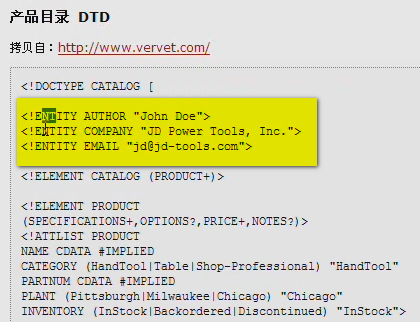 产品目录 DTD
拷贝自：http://www.vervet.com/
<!DOCTYPE CATALOG [
<!ENTITY AUTHOR "John Doe">
<!ENTITY COMPANY "JD Power Tools, Inc.">
<!ENTITY EMAIL "jd@jd-tools.com">
<!ELEMENT CATALOG (PRODUCT+)>
<!ELEMENT PRODUCT
(SPECIFICATIONS+,OPTIONS?,PRICE+,NOTES?)>
<!ATTLIST PRODUCT
NAME CDATA #IMPLIED
CATEGORY (HandTool|Table|Shop-Professional) "HandTool"
PARTNUM CDATA #IMPLIED
PLANT (Pittsburgh|Milwaukee|Chicago) "Chicago"
INVENTORY (InStock|Backordered|Discontinued) "InStock">